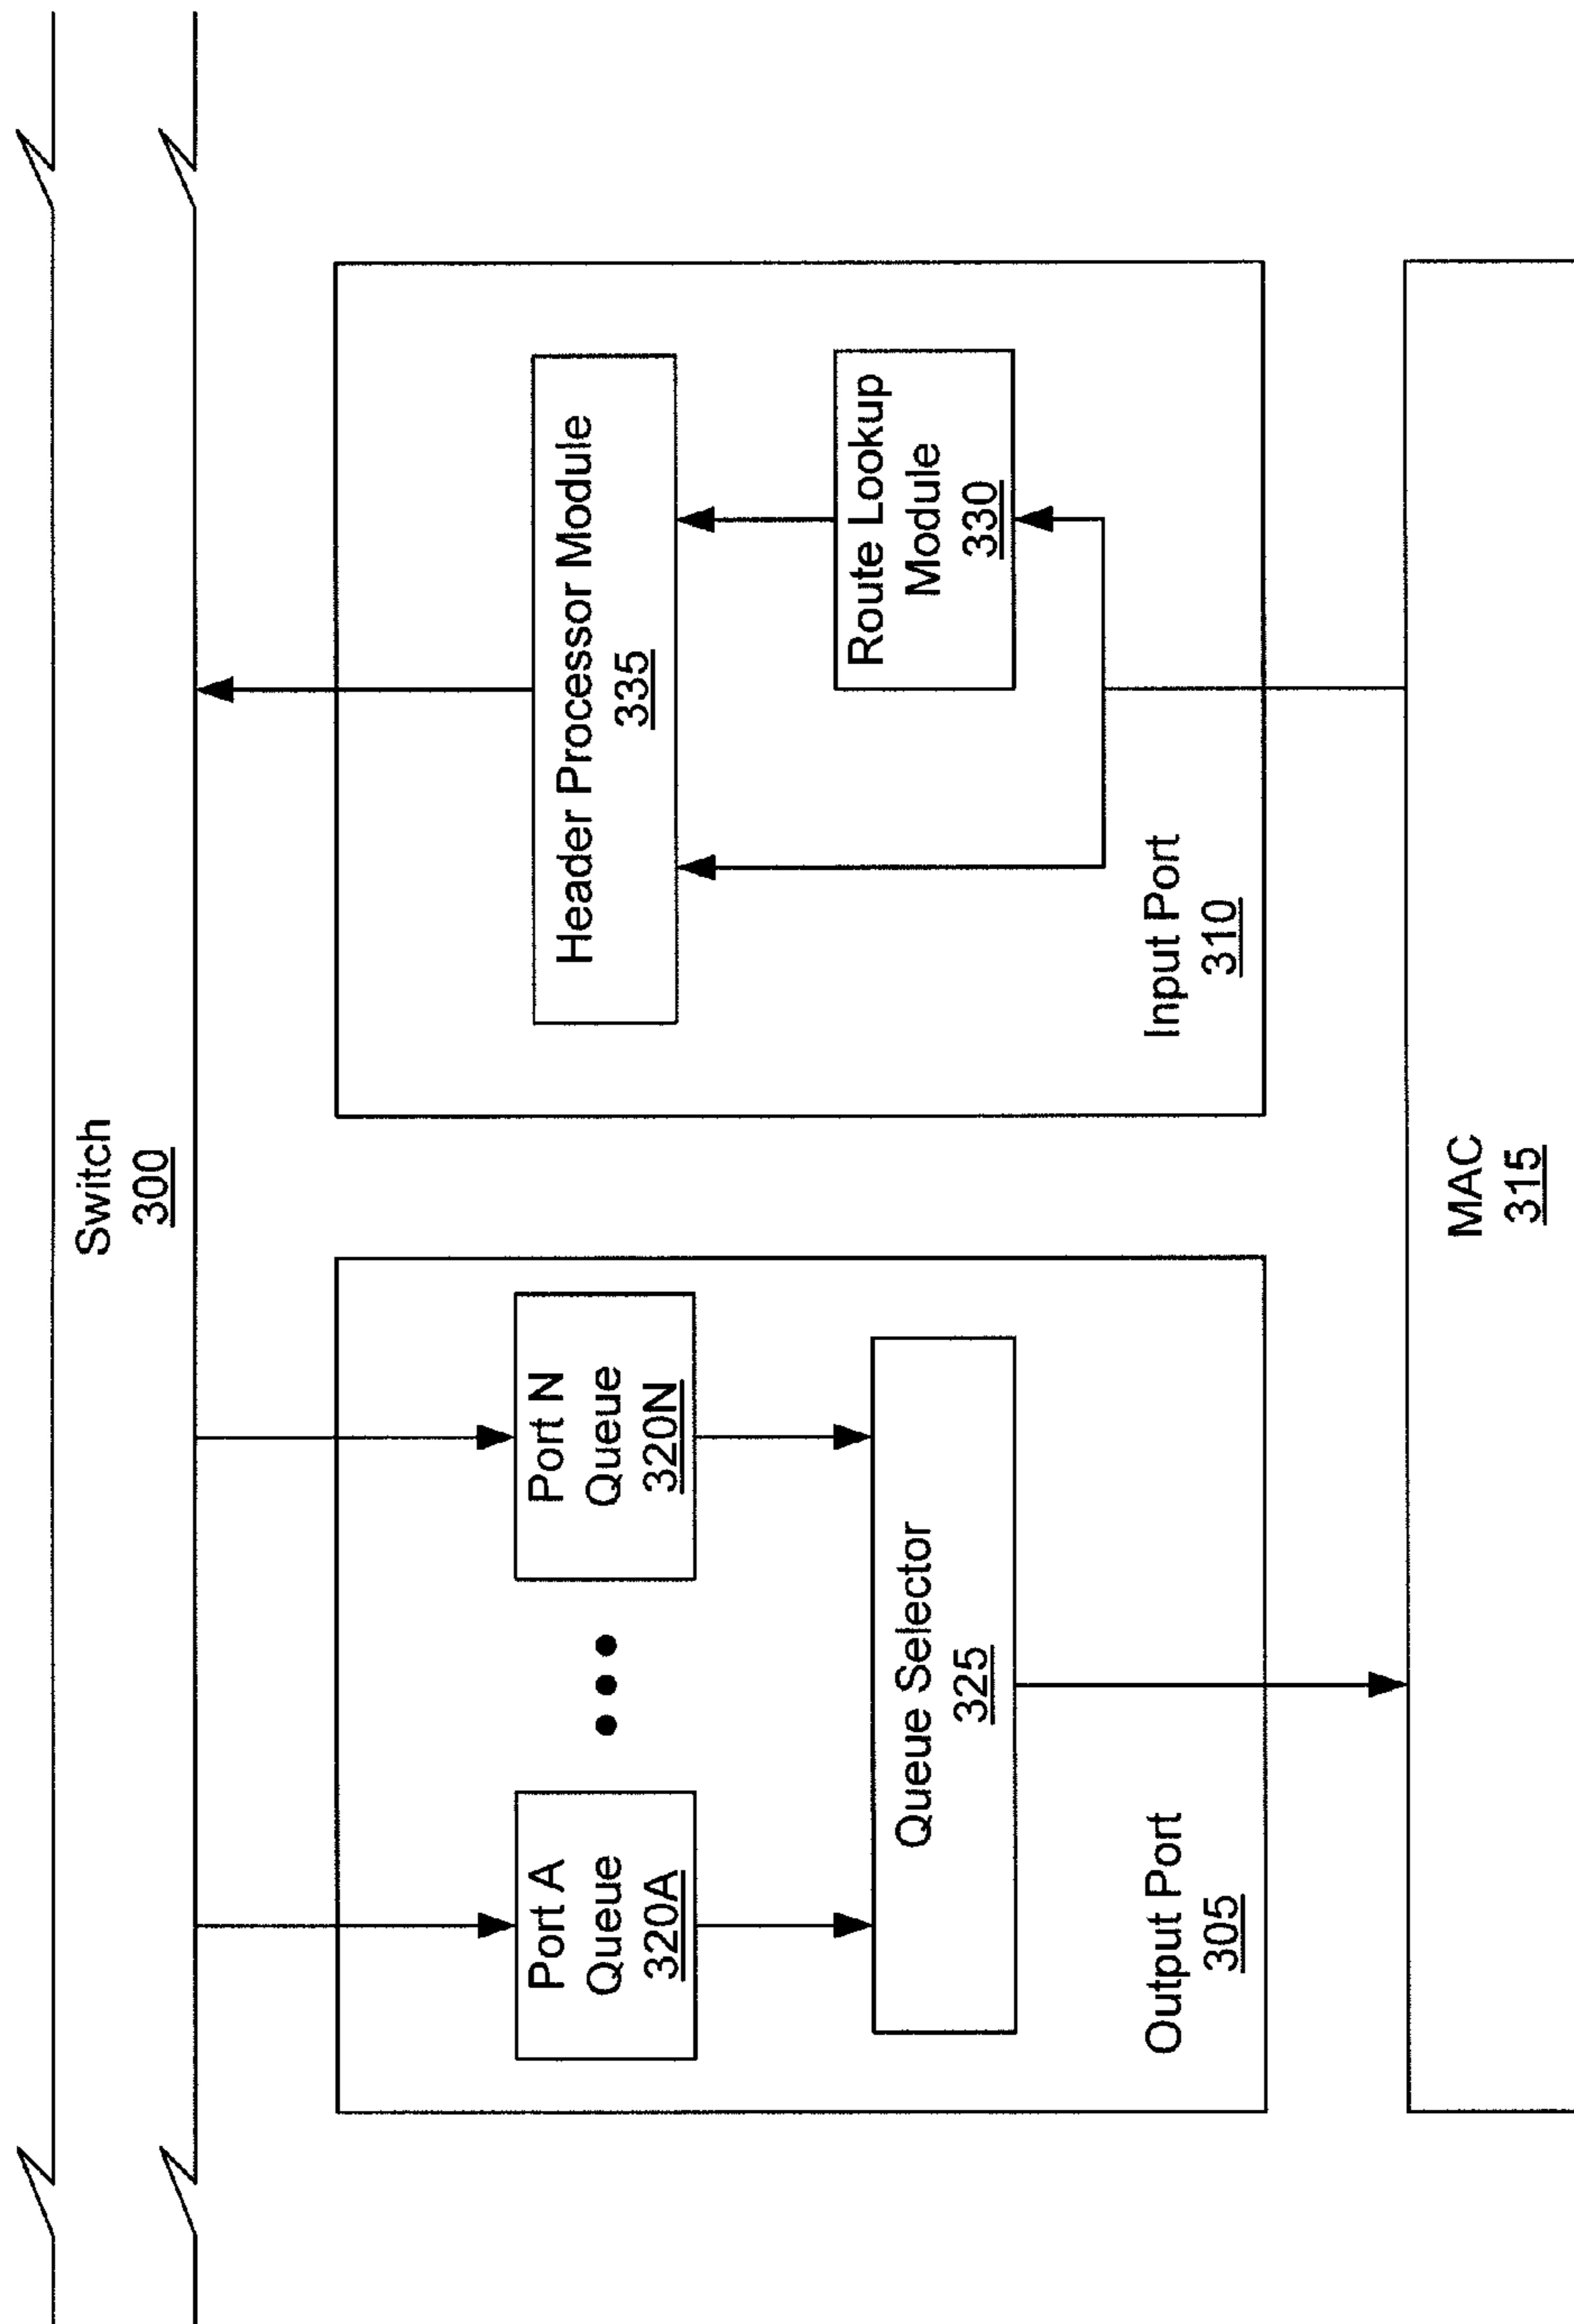 Switch
300
Port A
Queue
320A
Port N
Queue
320N
Queue Selector
325
Output Port
305
Header Processor Module
335
Route Lookup
Module
330
Input Port
310
MAC
315